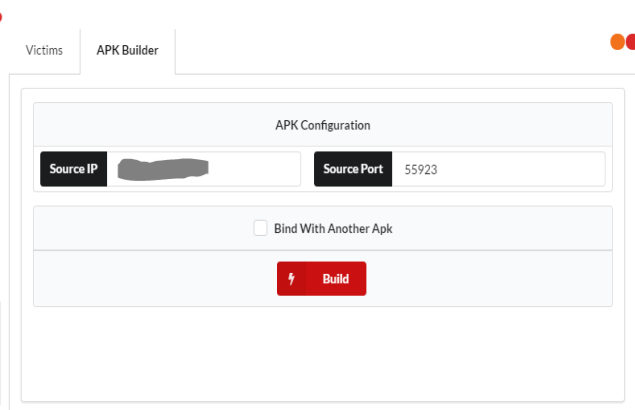 Victims APK Builder
APK Configuration
Source IP Source Port 55923
Bind With Another Apk
Build